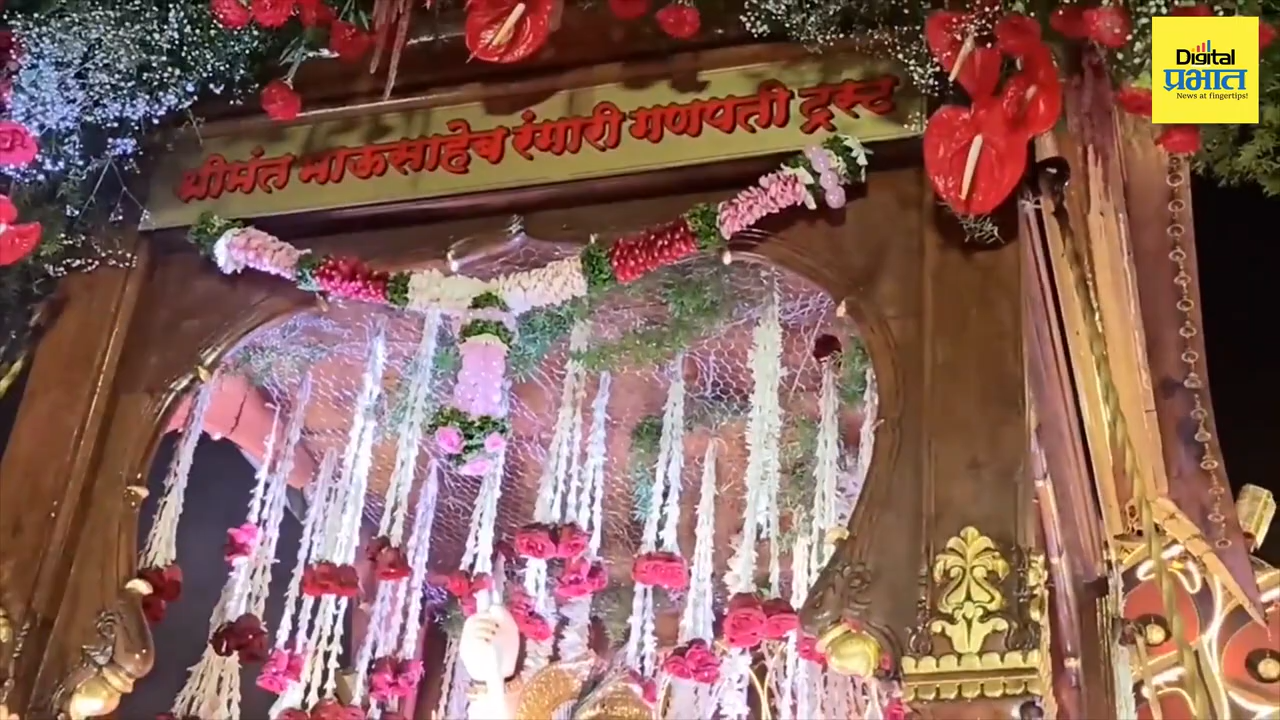 श्रीमंत भाऊसाहेब रंगारी गणपती ट्रस्ट
Digital
प्रभात
News at fingertips!